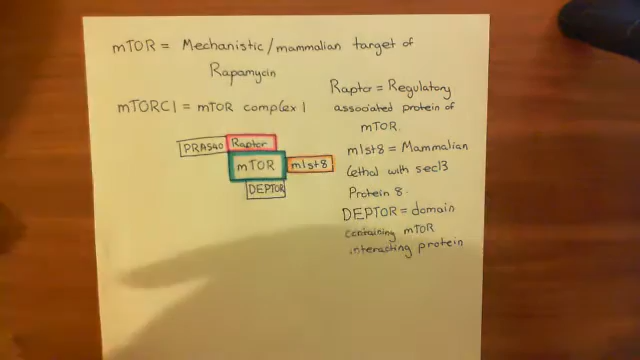 mTOR = Mechanistic/mammalian target of
Rapamycin
mTORC1 = mTOR complex 1
PRAS40
Raptor
mTOR
mlst8
DEPTOR
Raptor = Regulatory
associated protein of
mTOR.
mlst8 = Mammalian
lethal with sec13
Protein 8.
DEPTOR = domain
containing mTOR
interacting protein